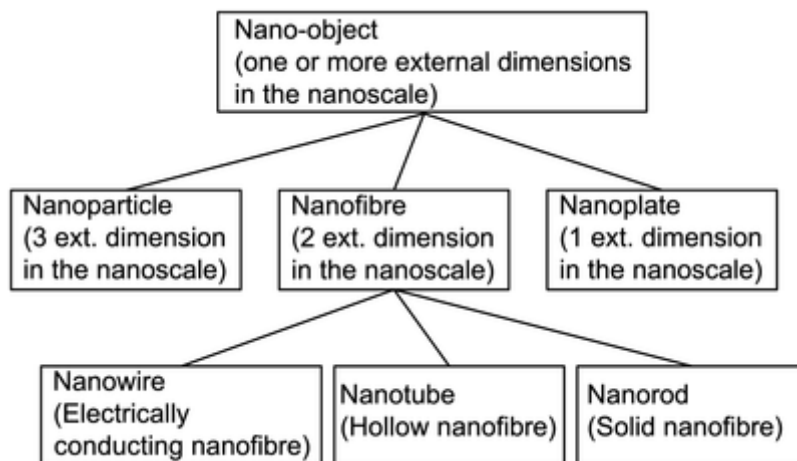 Nano-object
(one or more external dimensions
in the nanoscale)
Nanoparticle
(3 ext. dimension
in the nanoscale)
Nanofibre
(2 ext. dimension
in the nanoscale)
Nanoplate
(1 ext. dimension
in the nanoscale)
Nanowire
(Electrically
conducting nanofibre)
Nanotube
(Hollow nanofibre)
Nanorod
(Solid nanofibre)